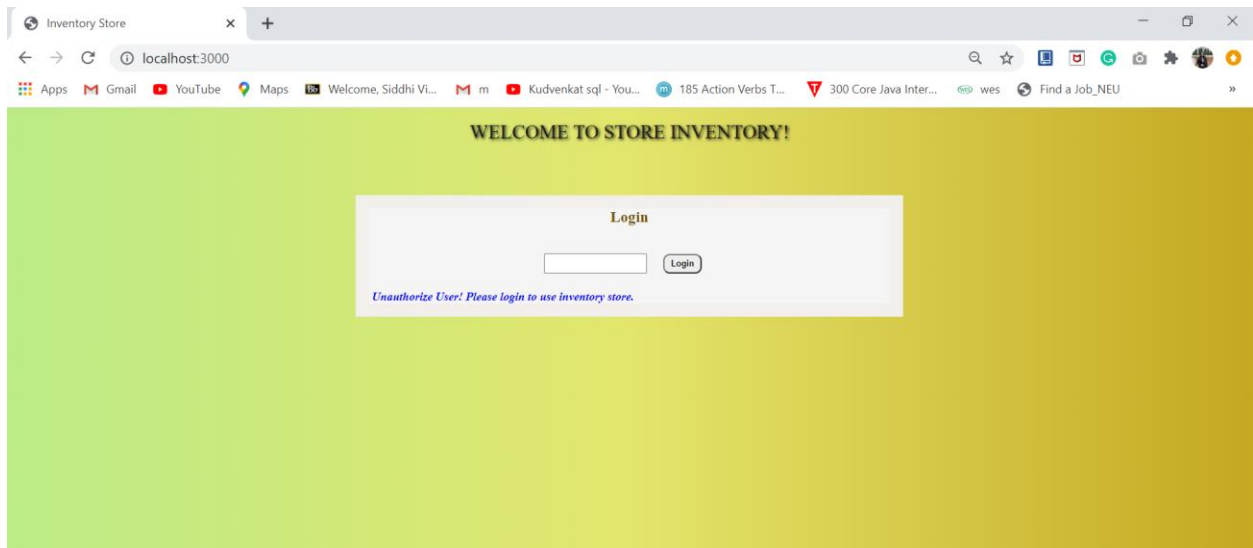 Inventory Store
localhost:3000
Apps Gmail YouTube Maps Bb Welcome, Siddhi Vi... m Kudvenkat sql - You... m 185 Action Verbs T... 300 Core Java Inter... wes Find a Job_NEU »
WELCOME TO STORE INVENTORY!
Login
Login
Unauthorize User! Please login to use inventory store.